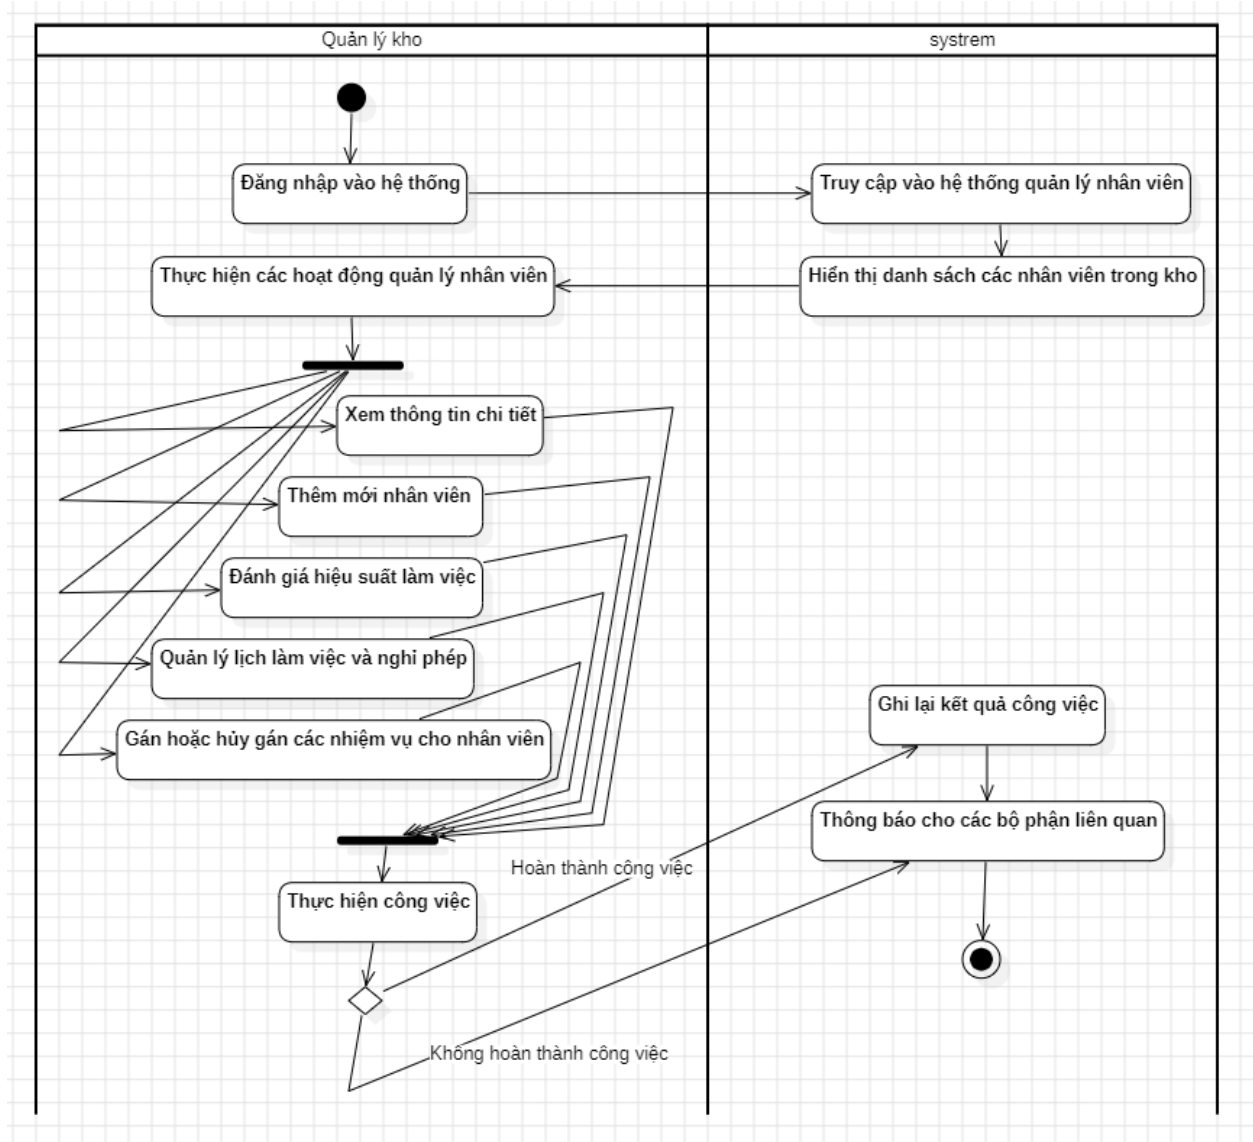 Quản lý kho
systrem
Đăng nhập vào hệ thống
Truy cập vào hệ thống quản lý nhân viên
Thực hiện các hoạt động quản lý nhân viên
Hiển thị danh sách các nhân viên trong kho
Xem thông tin chi tiết
Thêm mới nhân viên
Đánh giá hiệu suất làm việc
Quản lý lịch làm việc và nghỉ phép
Ghi lại kết quả công việc
Gán hoặc hủy gán các nhiệm vụ cho nhân viên
Thông báo cho các bộ phận liên quan
Hoàn thành công việc
Thực hiện công việc
Không hoàn thành công việc